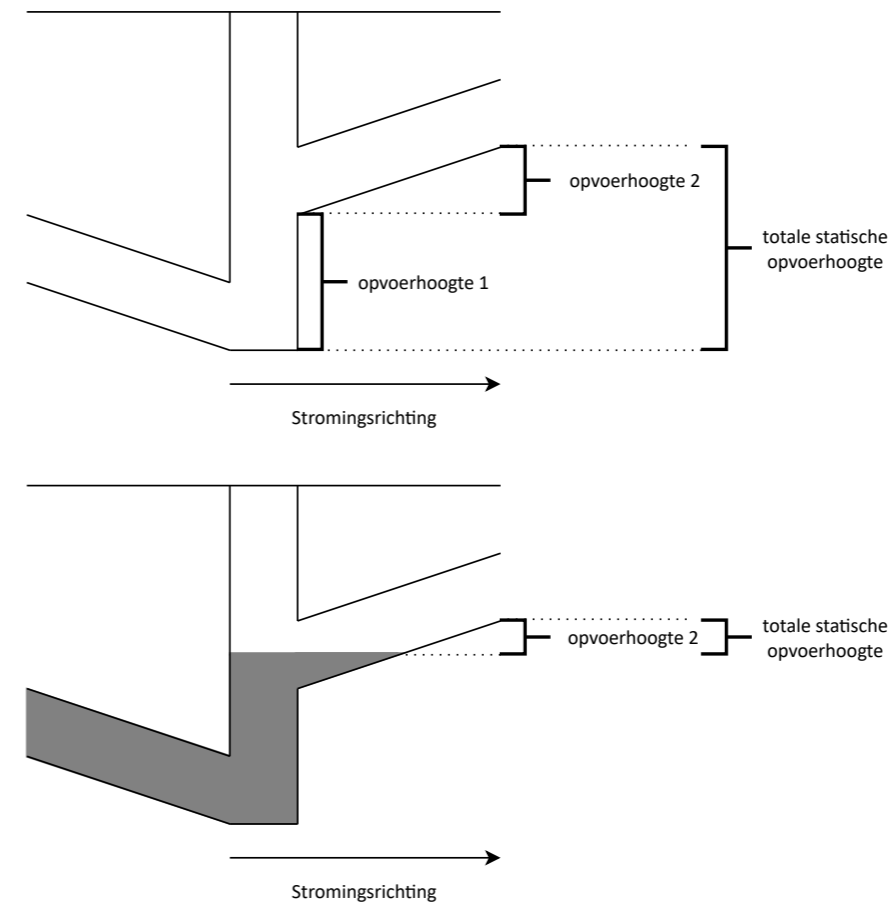 opvoerhoogte 2
totale statische
opvoerhoogte
opvoerhoogte 1
Stromingsrichting
opvoerhoogte 2
totale statische
opvoerhoogte
Stromingsrichting